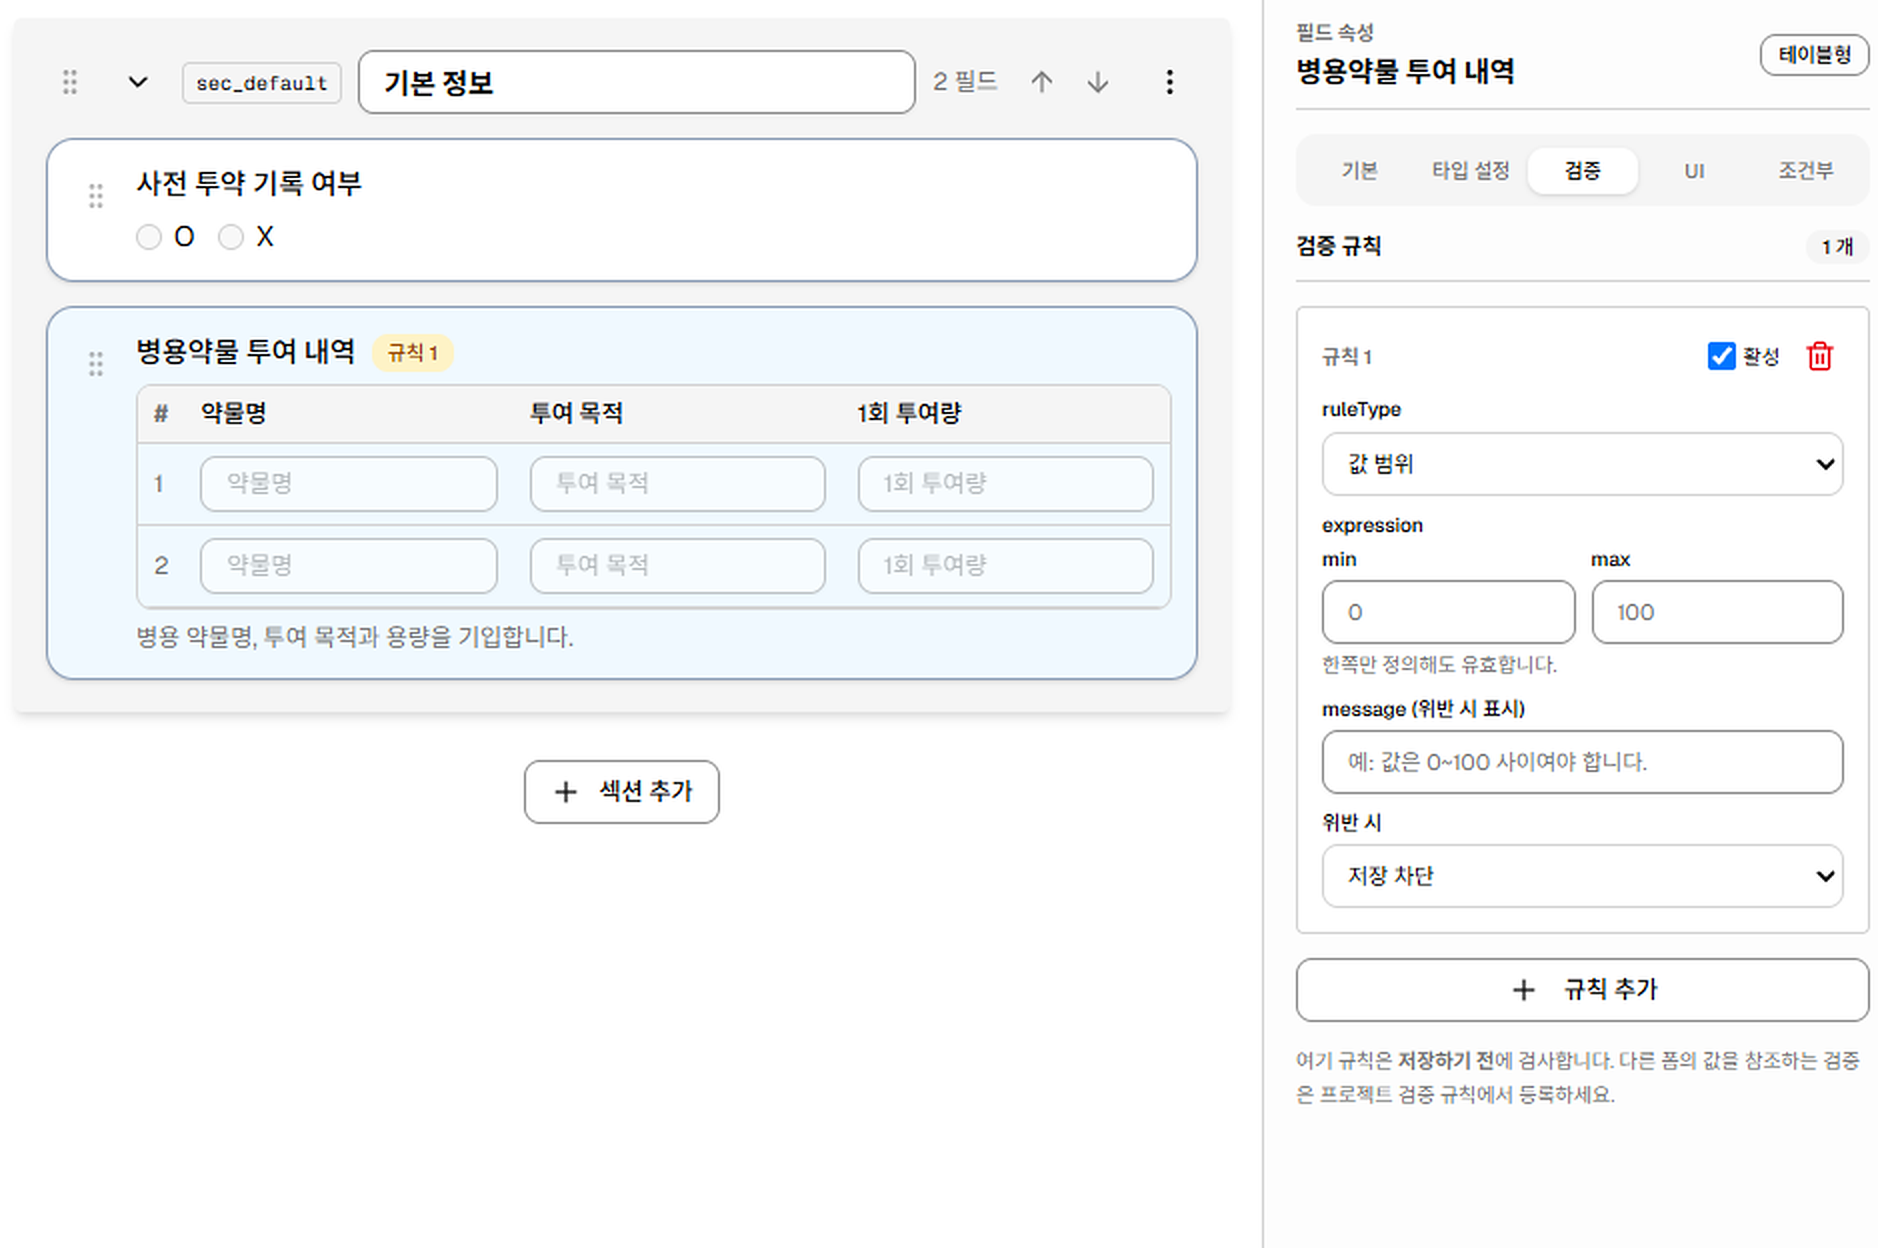 sec_default 기본 정보 2 필드
사전 투약 기록 여부
O X
병용약물 투여 내역 규칙 1
# 약물명 투여 목적 1회 투여량
1 약물명 투여 목적 1회 투여량
2 약물명 투여 목적 1회 투여량
병용 약물명, 투여 목적과 용량을 기입합니다.
섹션 추가
필드 속성
병용약물 투여 내역 테이블형
기본 타입 설정 검증 UI 조건부
검증 규칙 1 개
규칙 1 활성
ruleType
값 범위
expression
min max
0 100
한쪽만 정의해도 유효합니다.
message (위반 시 표시)
예: 값은 0~100 사이여야 합니다.
위반 시
저장 차단
규칙 추가
여기 규칙은 저장하기 전에 검사합니다. 다른 폼의 값을 참조하는 검증
은 프로젝트 검증 규칙에서 등록하세요.